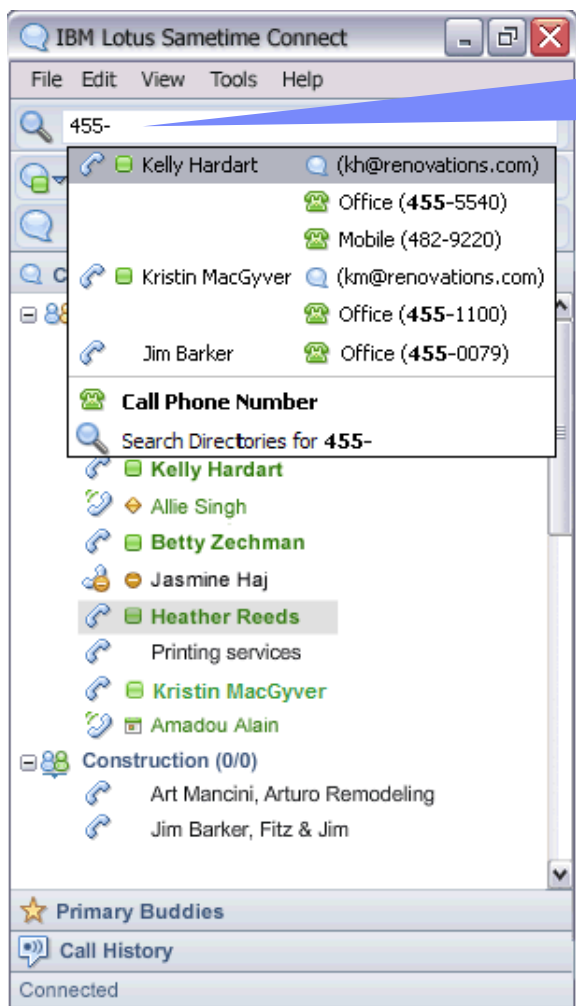 IBM Lotus Sametime Connect
File Edit View Tools Help
455-
Kelly Hardart (kh@renovations.com)
Office (455-5540)
Mobile (482-9220)
Kristin MacGyver (km@renovations.com)
C
Office (455-1100)
Jim Barker Office (455-0079)
Call Phone Number
Search Directories for 455-
Kelly Hardart
Allie Singh
Betty Zechman
Jasmine Haj
Heather Reeds
Printing services
Kristin MacGyver
Amadou Alain
Construction (0/0)
Art Mancini, Arturo Remodeling
Jim Barker, Fitz & Jim
Primary Buddies
Call History
Connected